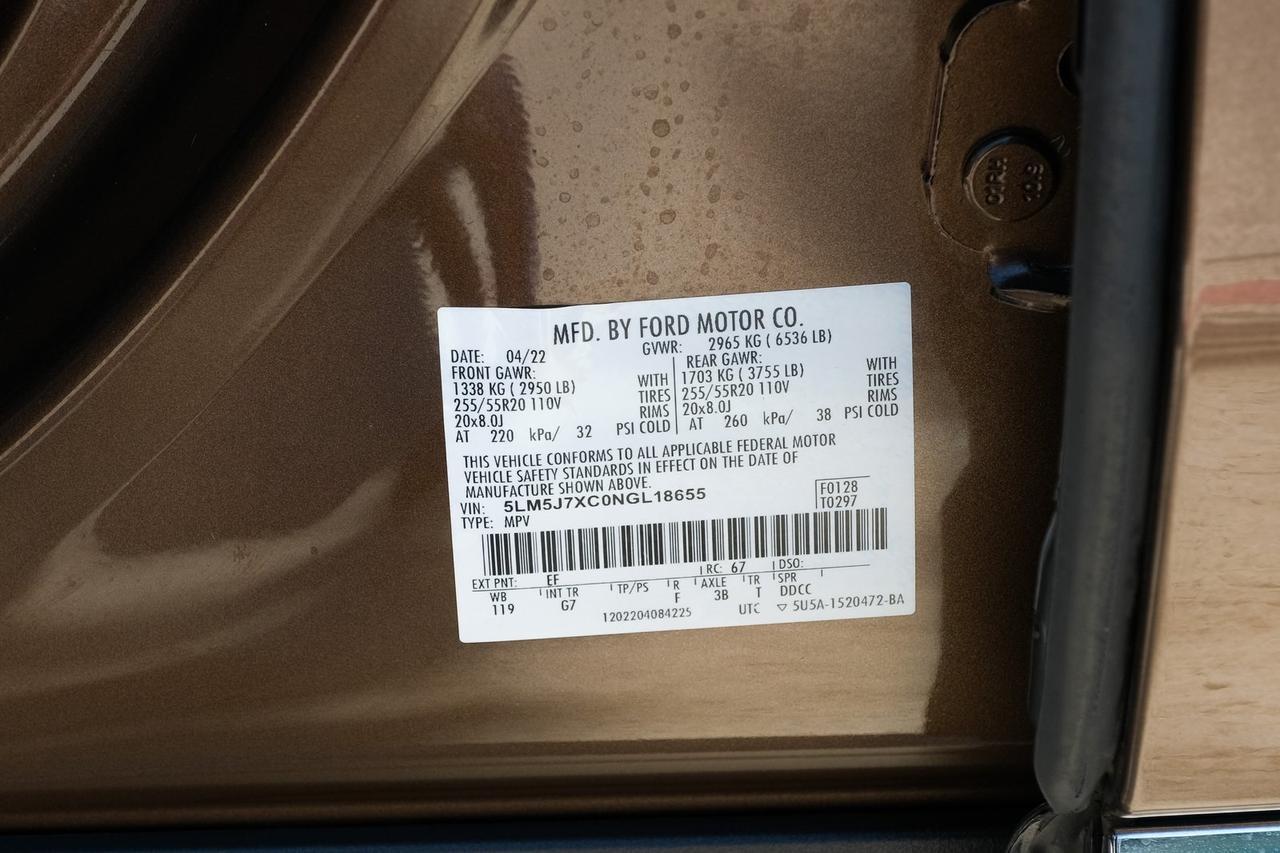 01RH
10.9
MFD. BY FORD MOTOR CO.
DATE: 04/22 GVWR: 2965 KG ( 6536 LB)
FRONT GAWR: REAR GAWR:
1338 KG ( 2950 LB) WITH 1703 KG ( 3755 LB) WITH
255/55R20 110V TIRES 255/55R20 110V TIRES
20x8.0J RIMS 20x8.0J RIMS
AT 220 kPa/ 32 PSI COLD AT 260 kPa/ 38 PSI COLD
THIS VEHICLE CONFORMS TO ALL APPLICABLE FEDERAL MOTOR
VEHICLE SAFETY STANDARDS IN EFFECT ON THE DATE OF
MANUFACTURE SHOWN ABOVE.
VIN: 5LM5J7XC0NGL18655 F0128
TYPE: MPV T0297
EXT PNT: EF RC: 67 DSO:
WB INT TR TP/PS R AXLE TR SPR
119 G7 F 3B T DDCC
1202204084225 UTC ▽ 5U5A-1520472-BA